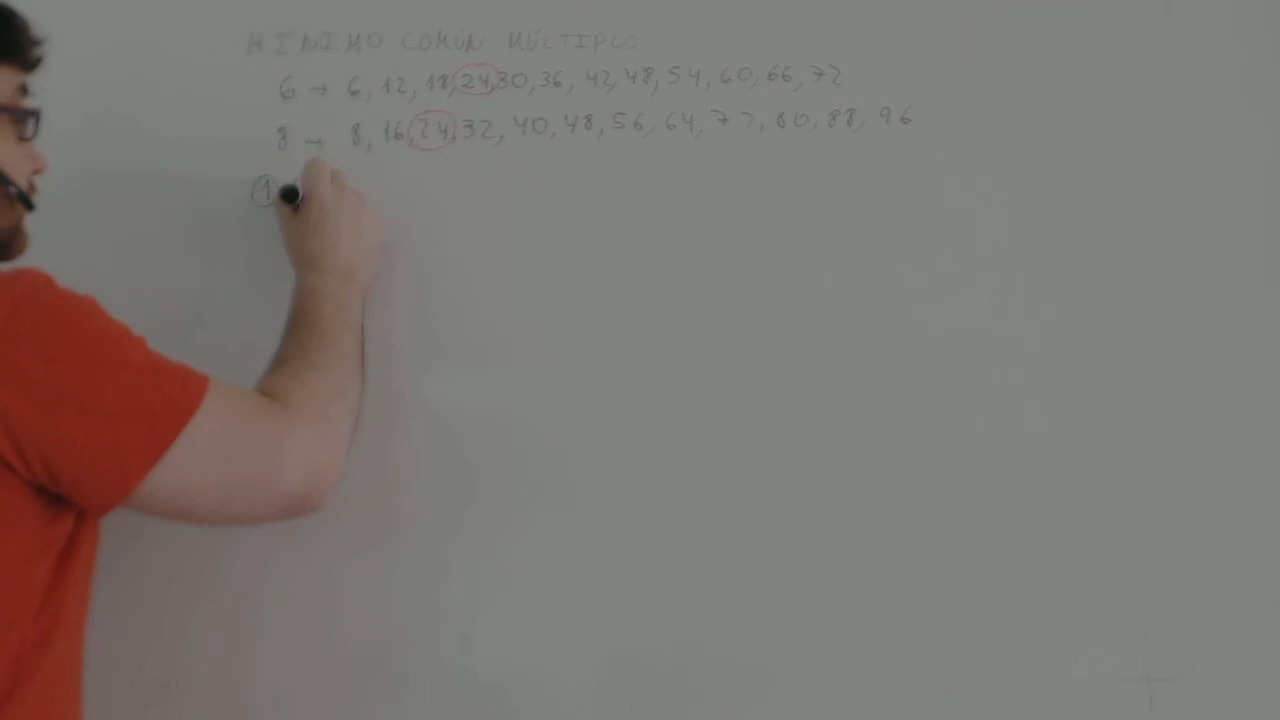 MÍNIMO COMÚN MÚLTIPLO
6 → 6, 12, 18, 24, 30, 36, 42, 48, 54, 60, 66, 72
8 → 8, 16, 24, 32, 40, 48, 56, 64, 72, 80, 88, 96
①